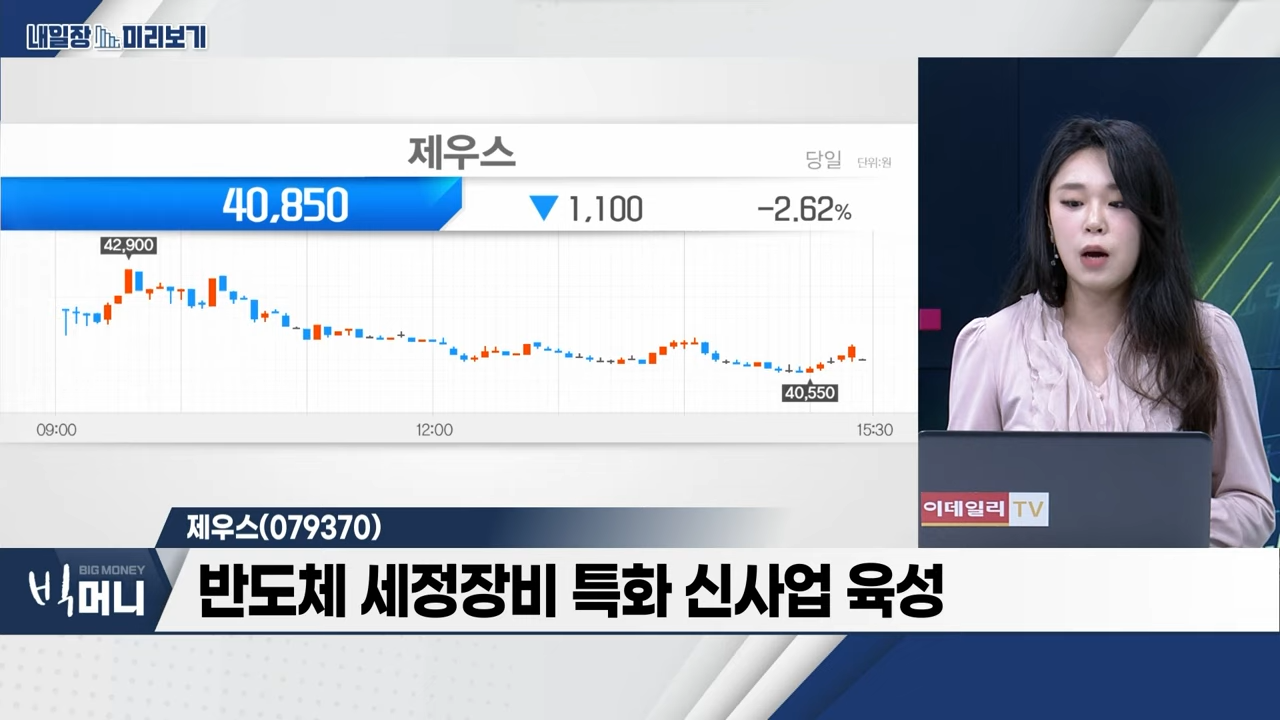 내일장 미리보기
제우스
당일 단위:원
40,850 ▼ 1,100 -2.62%
42,900
40,550
09:00 12:00 15:30
이데일리 TV
제우스(079370)
BIG MONEY
빅머니
반도체 세정장비 특화 신사업 육성